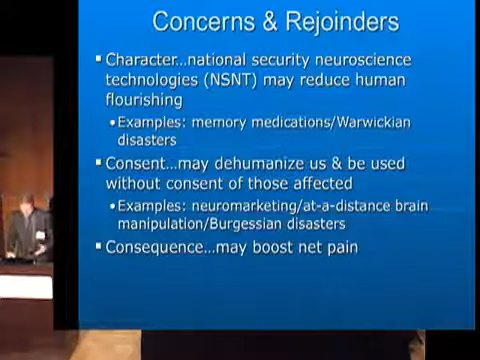 Concerns & Rejoinders
▪ Character…national security neuroscience
technologies (NSNT) may reduce human
flourishing
• Examples: memory medications/Warwickian
disasters
▪ Consent…may dehumanize us & be used
without consent of those affected
• Examples: neuromarketing/at-a-distance brain
manipulation/Burgessian disasters
▪ Consequence…may boost net pain